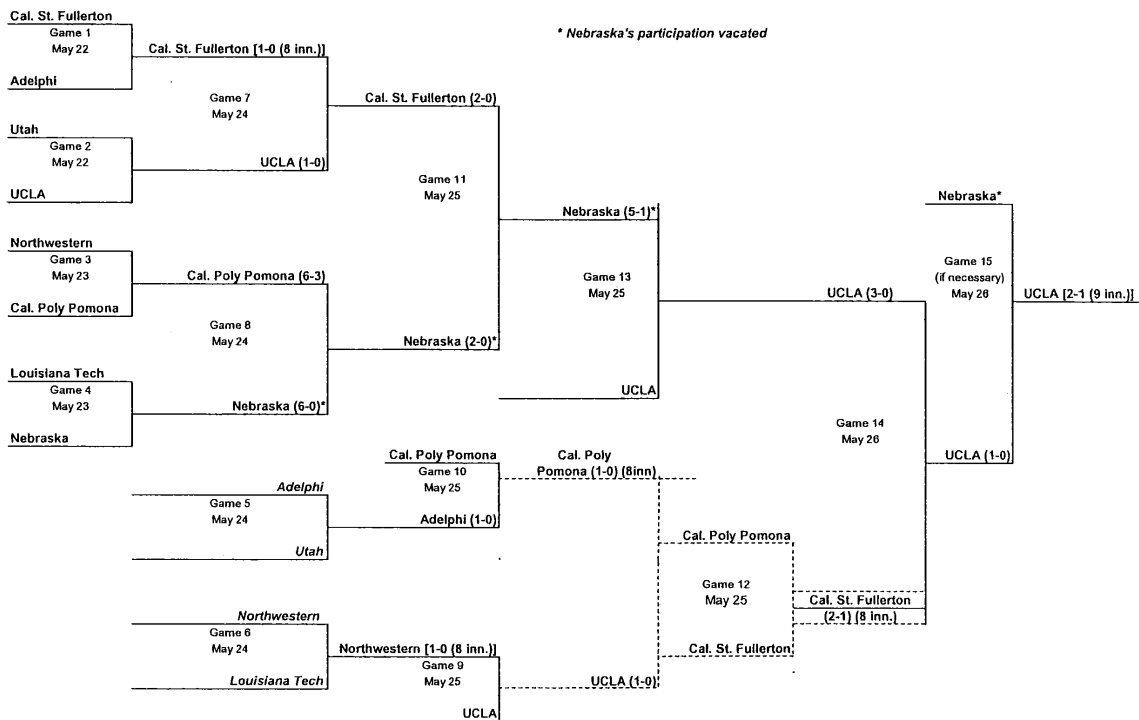 Cal. St. Fullerton
Game 1
May 22
Adelphi
Cal. St. Fullerton [1-0 (8 inn.)]
* Nebraska's participation vacated
Game 7
May 24
Cal. St. Fullerton (2-0)
Utah
Game 2
May 22
UCLA
UCLA (1-0)
Game 11
May 25
Nebraska (5-1)*
Nebraska*
Northwestern
Game 3
May 23
Cal. Poly Pomona
Cal. Poly Pomona (6-3)
Game 13
May 25
UCLA (3-0)
Game 15
(if necessary)
May 26
UCLA [2-1 (9 inn.)]
Game 8
May 24
Nebraska (2-0)*
Louisiana Tech
Game 4
May 23
Nebraska
Nebraska (6-0)*
UCLA
Game 14
May 26
UCLA (1-0)
Cal. Poly Pomona
Game 10
May 25
Cal. Poly
Pomona (1-0) (8inn)
Adelphi
Game 5
May 24
Utah
Adelphi (1-0)
Cal. Poly Pomona
Game 12
May 25
Cal. St. Fullerton
(2-1) (8 inn.)
Northwestern
Game 6
May 24
Louisiana Tech
Northwestern [1-0 (8 inn.)]
Game 9
May 25
UCLA
UCLA (1-0)
Cal. St. Fullerton